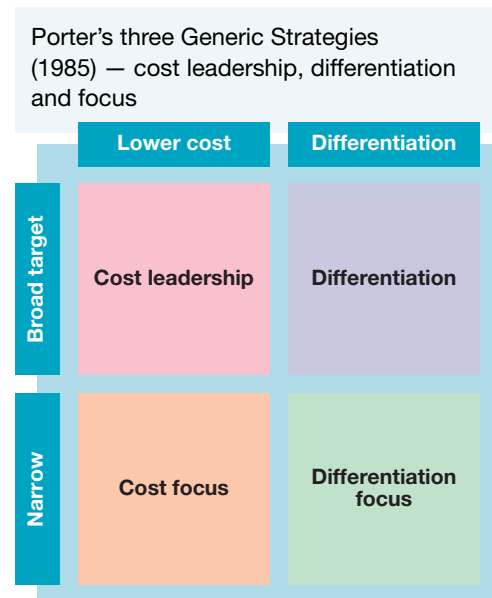 Porter’s three Generic Strategies
(1985) — cost leadership, differentiation
and focus
Lower cost
Differentiation
Broad target
Cost leadership
Differentiation
Narrow
Cost focus
Differentiation
focus